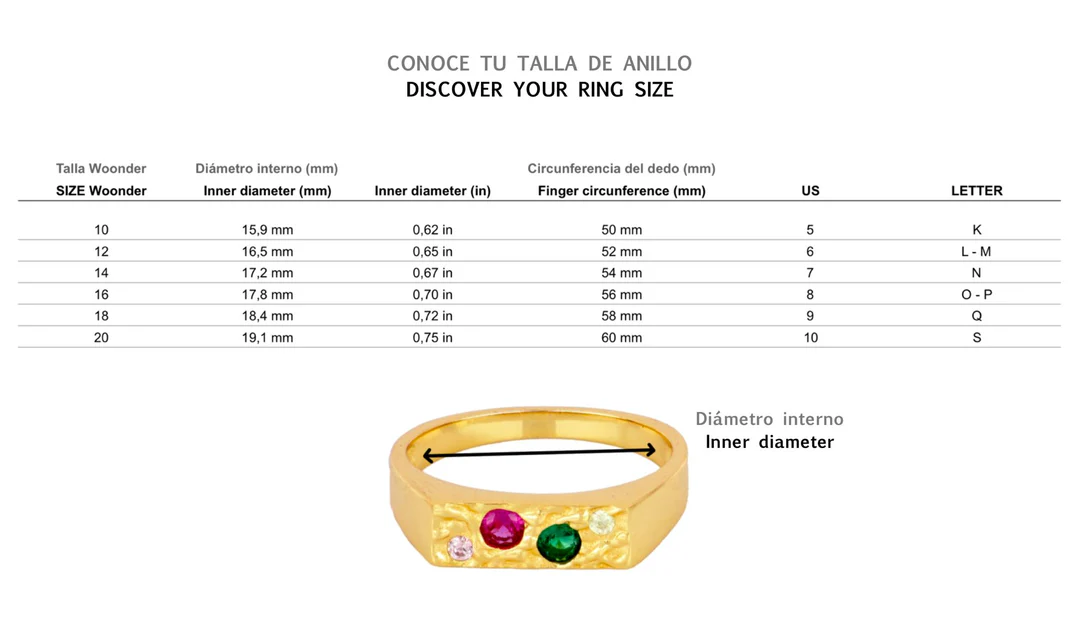 CONOCE TU TALLA DE ANILLO
DISCOVER YOUR RING SIZE
Talla Woonder Diámetro interno (mm) Circunferencia del dedo (mm)
SIZE Woonder Inner diameter (mm) Inner diameter (in) Finger circunference (mm) US LETTER
10 15,9 mm 0,62 in 50 mm 5 K
12 16,5 mm 0,65 in 52 mm 6 L - M
14 17,2 mm 0,67 in 54 mm 7 N
16 17,8 mm 0,70 in 56 mm 8 O - P
18 18,4 mm 0,72 in 58 mm 9 Q
20 19,1 mm 0,75 in 60 mm 10 S
Diámetro interno
Inner diameter